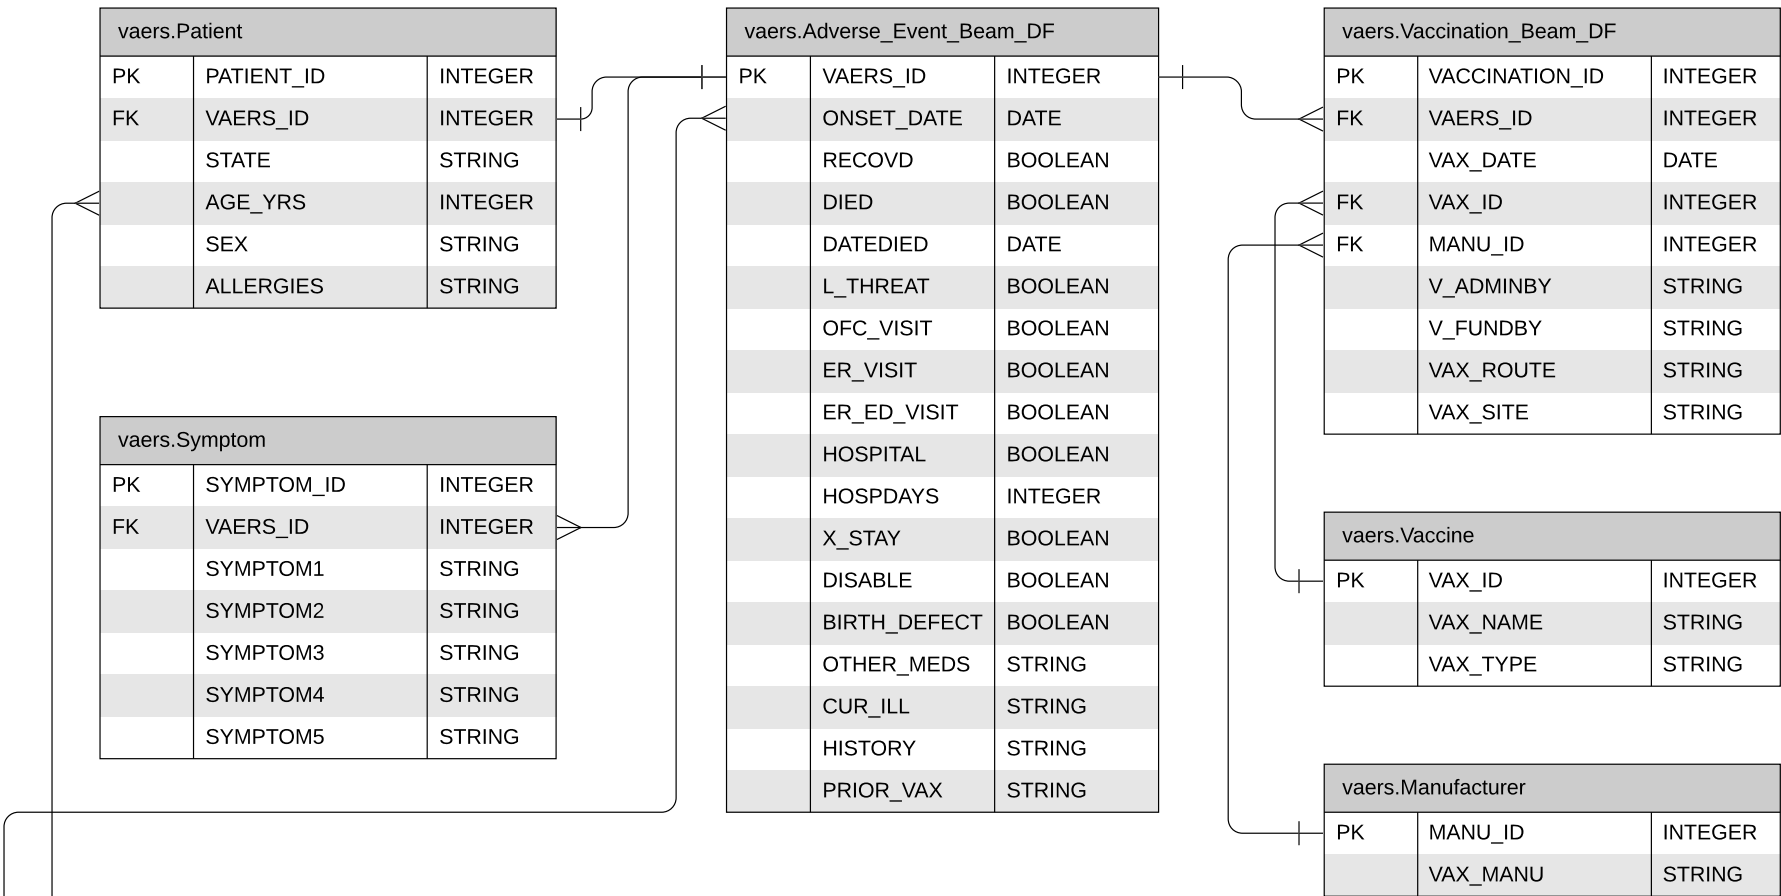 vaers.Patient
PK PATIENT_ID INTEGER
FK VAERS_ID INTEGER
STATE STRING
AGE_YRS INTEGER
SEX STRING
ALLERGIES STRING
vaers.Symptom
PK SYMPTOM_ID INTEGER
FK VAERS_ID INTEGER
SYMPTOM1 STRING
SYMPTOM2 STRING
SYMPTOM3 STRING
SYMPTOM4 STRING
SYMPTOM5 STRING
vaers.Adverse_Event_Beam_DF
PK VAERS_ID INTEGER
ONSET_DATE DATE
RECOVD BOOLEAN
DIED BOOLEAN
DATEDIED DATE
L_THREAT BOOLEAN
OFC_VISIT BOOLEAN
ER_VISIT BOOLEAN
ER_ED_VISIT BOOLEAN
HOSPITAL BOOLEAN
HOSPDAYS INTEGER
X_STAY BOOLEAN
DISABLE BOOLEAN
BIRTH_DEFECT BOOLEAN
OTHER_MEDS STRING
CUR_ILL STRING
HISTORY STRING
PRIOR_VAX STRING
vaers.Vaccination_Beam_DF
PK VACCINATION_ID INTEGER
FK VAERS_ID INTEGER
VAX_DATE DATE
FK VAX_ID INTEGER
FK MANU_ID INTEGER
V_ADMINBY STRING
V_FUNDBY STRING
VAX_ROUTE STRING
VAX_SITE STRING
vaers.Vaccine
PK VAX_ID INTEGER
VAX_NAME STRING
VAX_TYPE STRING
vaers.Manufacturer
PK MANU_ID INTEGER
VAX_MANU STRING